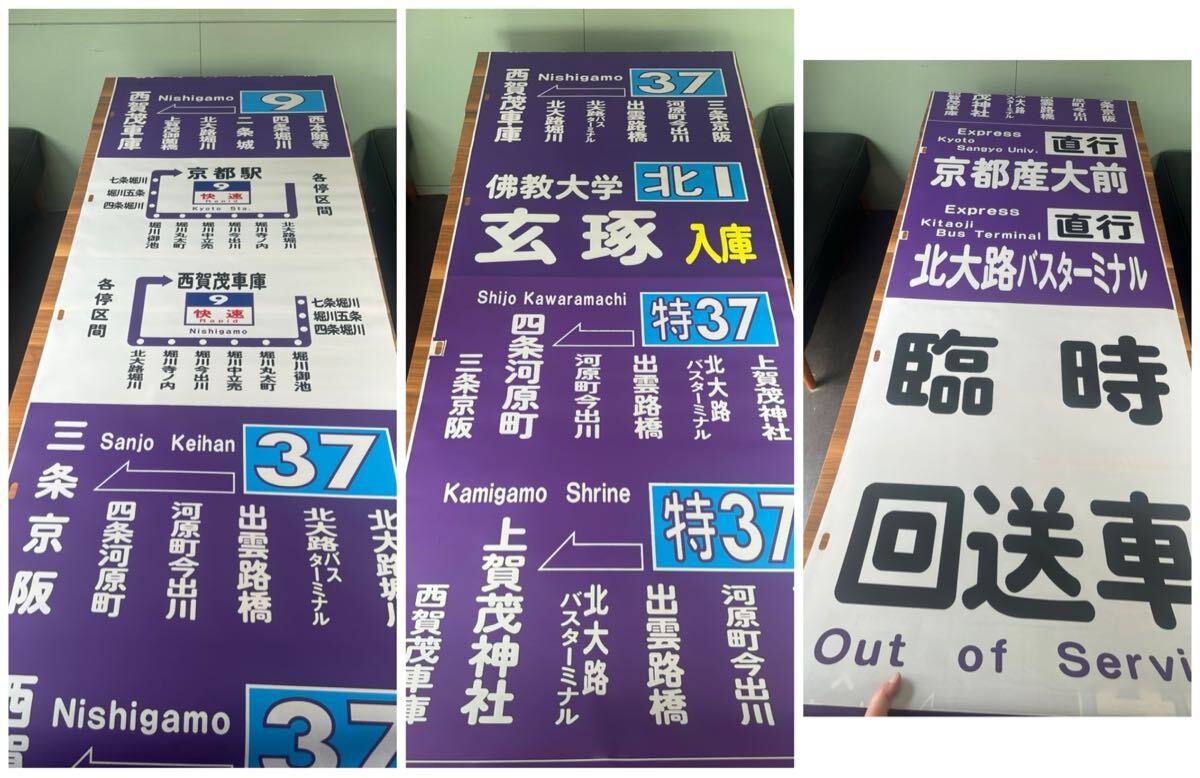 Nishigamo
9
西賀茂車庫
上賀茂御薗橋
北大路堀川
二条城
四条堀川
西本願寺
京都駅
七条堀川
堀川五条
四条堀川
9
快速
Rapid
Kyoto Sta.
各停区間
堀川御池
堀川丸太町
堀川中立売
堀川今出川
堀川寺ノ内
北大路堀川
西賀茂車庫
各停区間
9
快速
Rapid
Nishigamo
七条堀川
堀川五条
四条堀川
北大路堀川
堀川寺ノ内
堀川今出川
堀川中立売
堀川丸太町
堀川御池
Sanjo Keihan
37
三条京阪
四条河原町
河原町今出川
出雲路橋
北大路バスターミナル
北大路堀
Nishigamo
37
西賀
Nishigamo
37
西賀茂車庫
北大路堀川
北大路バスターミナル
出雲路橋
河原町今出川
三条京阪
佛教大学
北1
玄琢
入庫
Shijo Kawaramachi
特37
三条京阪
四条河原町
河原町今出川
出雲路橋
北大路バスターミナル
上賀茂神社
Kamigamo Shrine
特37
西賀茂車庫
上賀茂神社
北大路バスターミナル
出雲路橋
河原町今出川
Express
Kyoto
Sangyo Univ.
直行
京都産大前
Express
Kitaoji
Bus Terminal
直行
北大路バスターミナル
臨時
回送車
Out of Servi